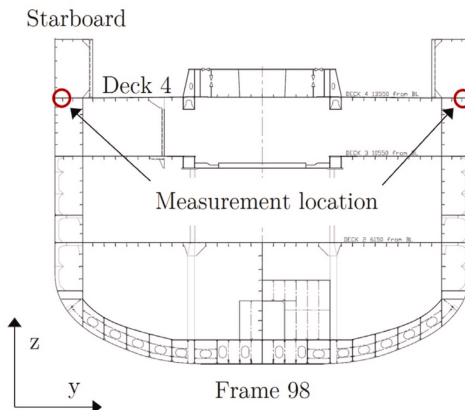 Starboard
Deck 4
DECK 4 13550 from BL
DECK 3 10550 from BL
Measurement location
DECK 2 6150 from BL
z
y
Frame 98